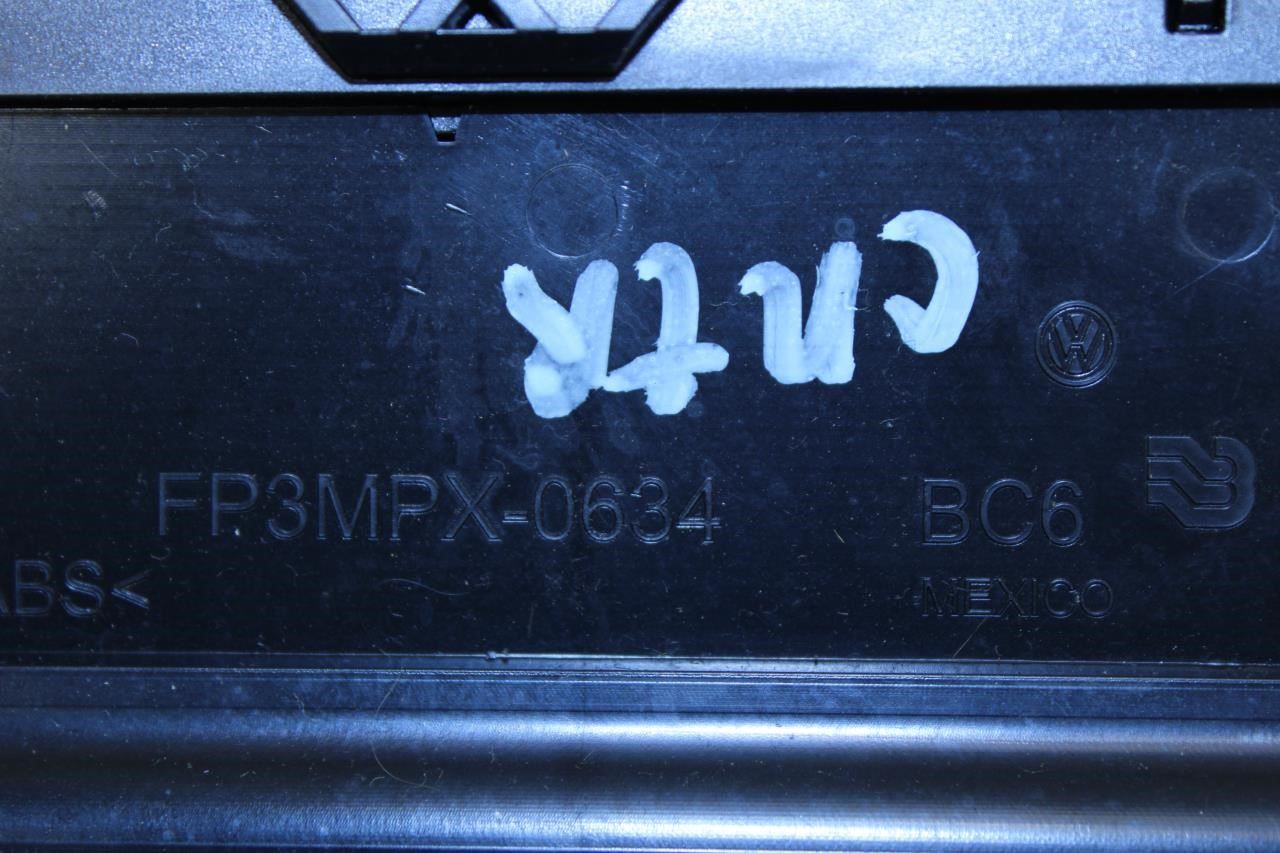 FP3MPX-0634 BC6
ABS< MEXICO